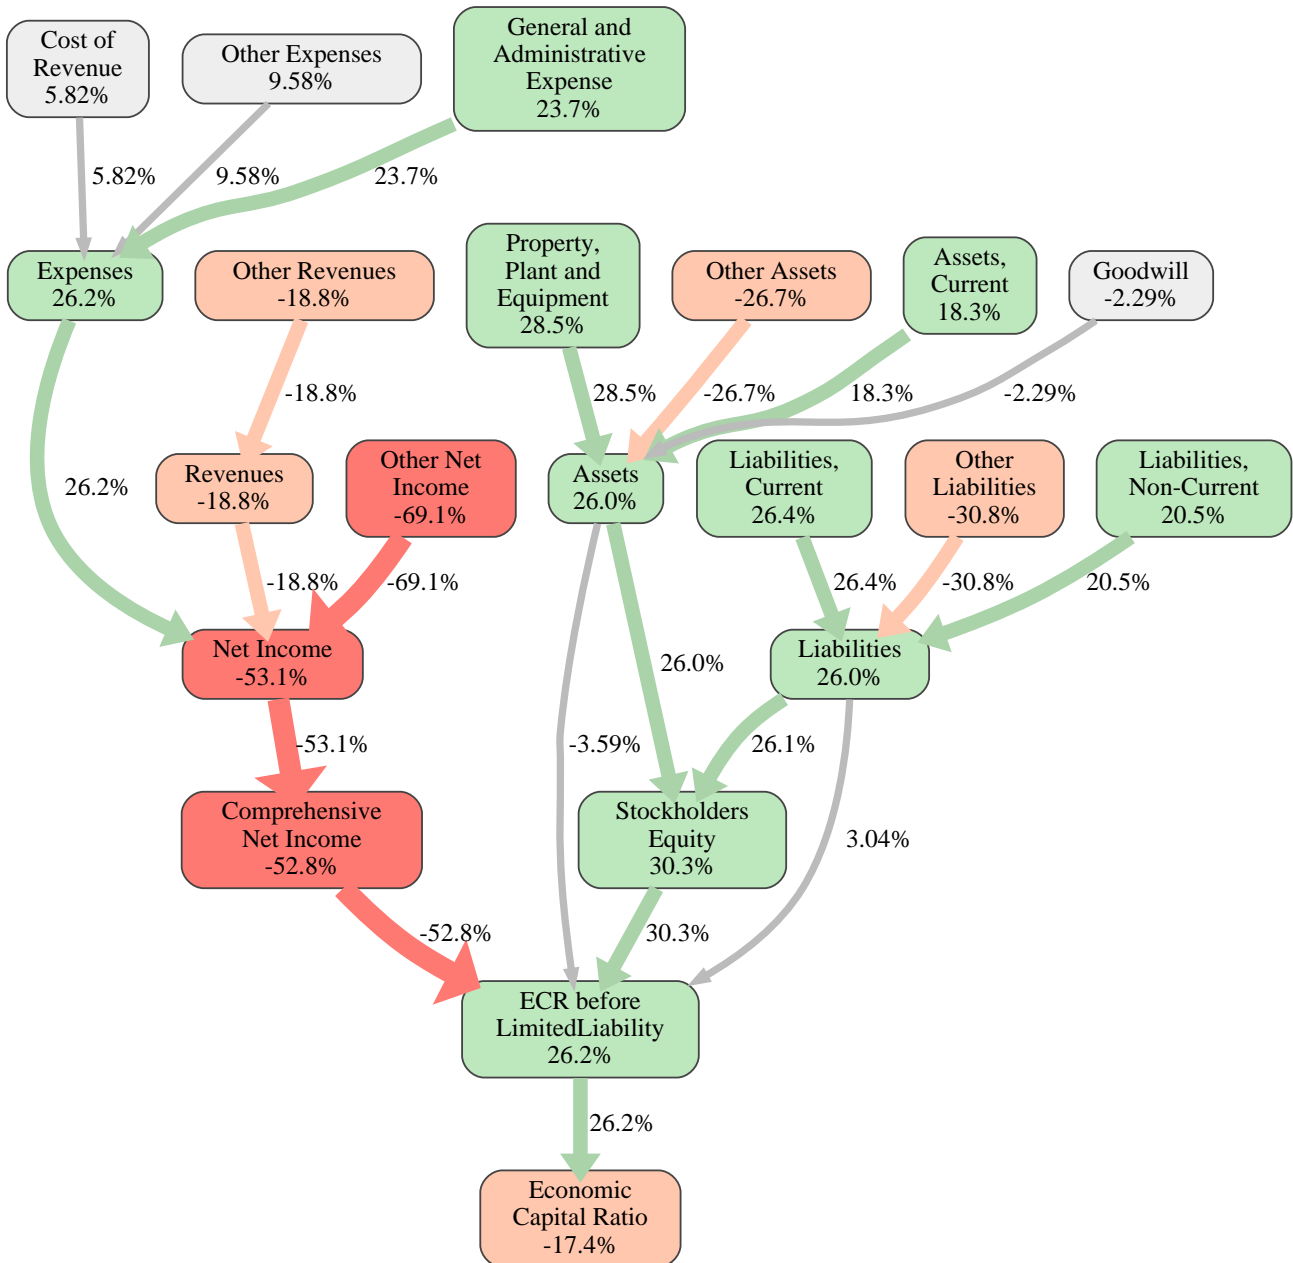 Cost of
Revenue
5.82%
Other Expenses
9.58%
General and
Administrative
Expense
23.7%
5.82%
9.58%
23.7%
Expenses
26.2%
Other Revenues
-18.8%
Property,
Plant and
Equipment
28.5%
Other Assets
-26.7%
Assets,
Current
18.3%
Goodwill
-2.29%
-18.8%
28.5%
-26.7%
18.3%
-2.29%
26.2%
Revenues
-18.8%
Other Net
Income
-69.1%
Assets
26.0%
Liabilities,
Current
26.4%
Other
Liabilities
-30.8%
Liabilities,
Non-Current
20.5%
-18.8%
-69.1%
26.4%
-30.8%
20.5%
Net Income
-53.1%
26.0%
Liabilities
26.0%
-53.1%
-3.59%
26.1%
Comprehensive
Net Income
-52.8%
Stockholders
Equity
30.3%
3.04%
-52.8%
30.3%
ECR before
LimitedLiability
26.2%
26.2%
Economic
Capital Ratio
-17.4%